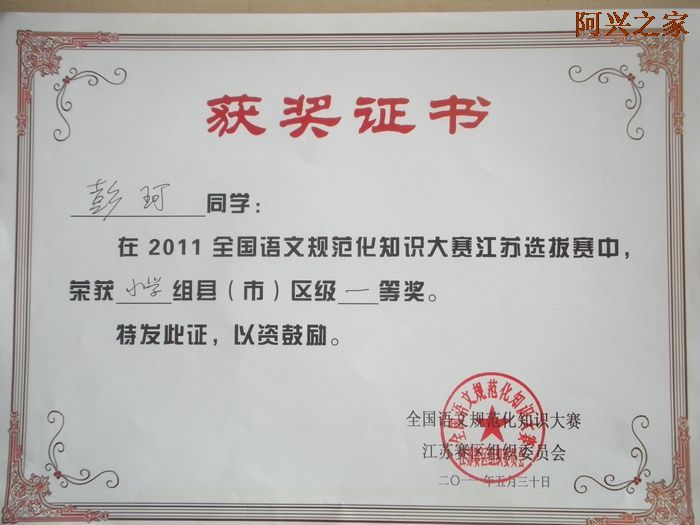 阿兴之家
获奖证书
彭珂同学：
在2011全国语文规范化知识大赛江苏选拔赛中，
荣获小学组县（市）区级一等奖。
特发此证，以资鼓励。
全国语文规范化知识大赛
江苏赛区组织委员会
二〇一一年五月三十日